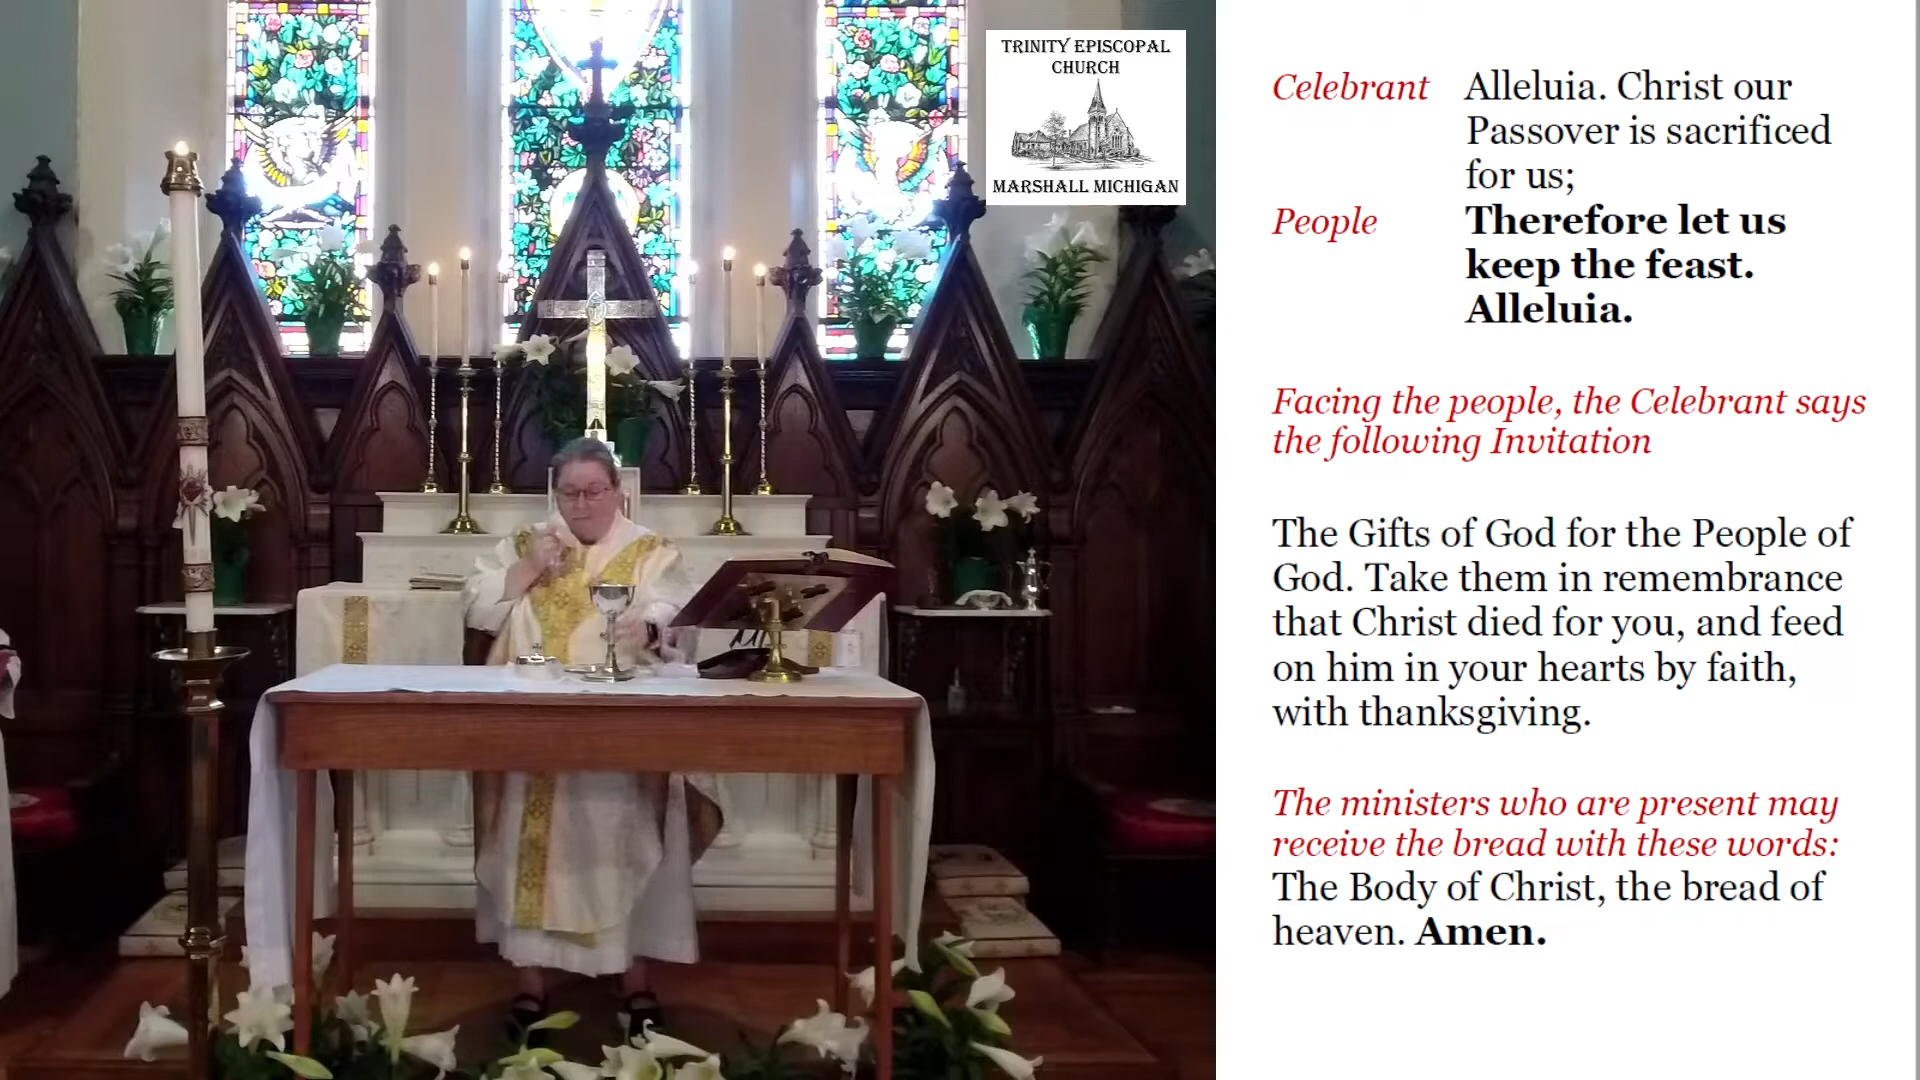 TRINITY EPISCOPAL
CHURCH
MARSHALL MICHIGAN
Celebrant Alleluia. Christ our
Passover is sacrificed
for us;
People Therefore let us
keep the feast.
Alleluia.
Facing the people, the Celebrant says
the following Invitation
The Gifts of God for the People of
God. Take them in remembrance
that Christ died for you, and feed
on him in your hearts by faith,
with thanksgiving.
The ministers who are present may
receive the bread with these words:
The Body of Christ, the bread of
heaven. Amen.